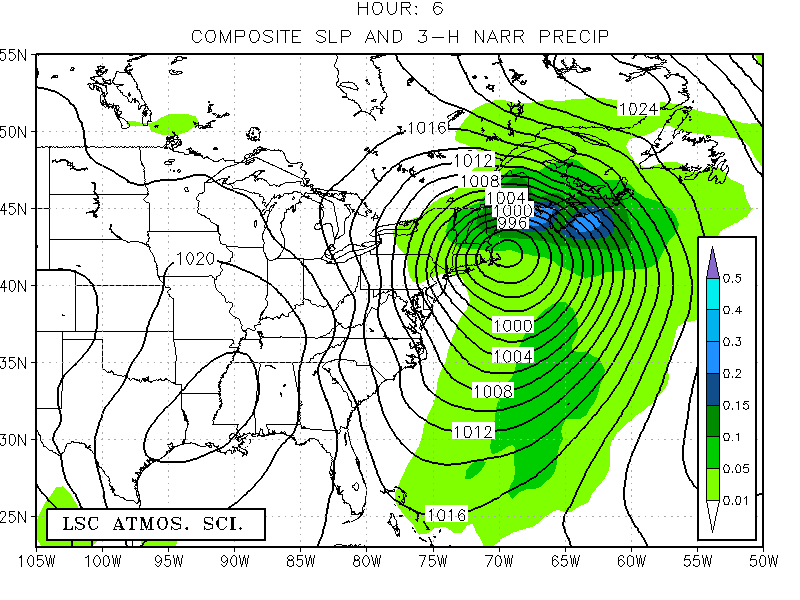 HOUR: 6
COMPOSITE SLP AND 3-H NARR PRECIP
55N
50N
45N
40N
35N
30N
25N
1024
1016
1012
1008
1004
1000
996
1020
1000
1004
1008
1012
1016
0.5
0.4
0.3
0.2
0.15
0.1
0.05
0.01
LSC ATMOS. SCI.
105W 100W 95W 90W 85W 80W 75W 70W 65W 60W 55W 50W